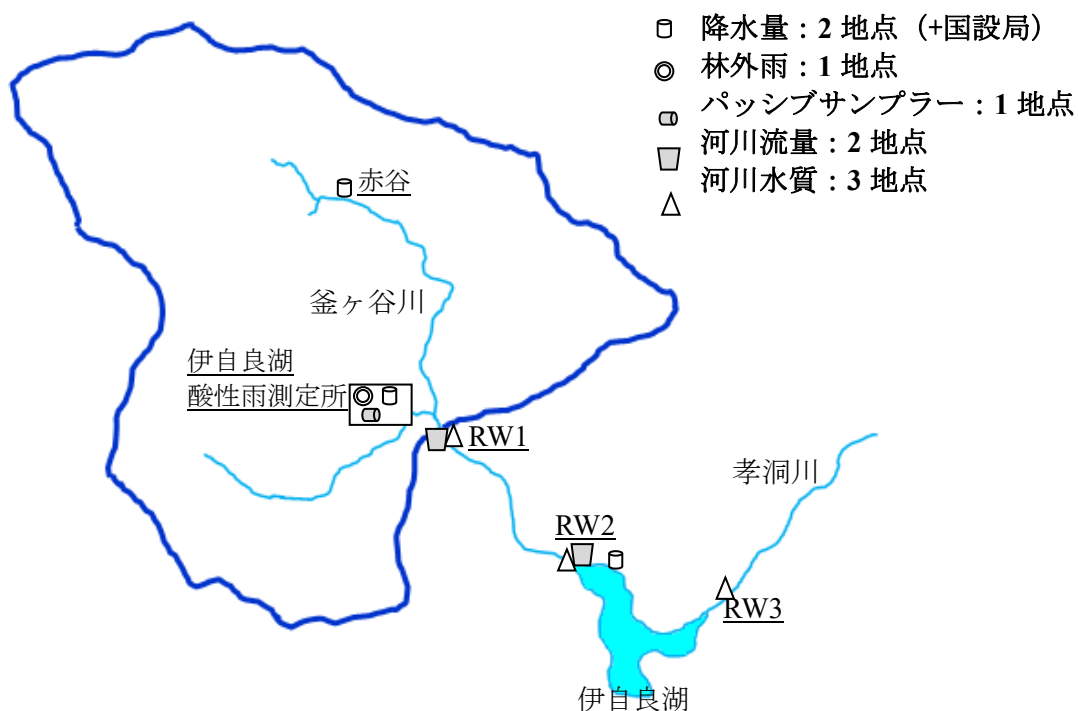 降水量：2 地点（+国設局）
林外雨：1 地点
パッシブサンプラー：1 地点
河川流量：2 地点
河川水質：3 地点
赤谷
釜ヶ谷川
伊自良湖
酸性雨測定所
RW1
孝洞川
RW2
RW3
伊自良湖